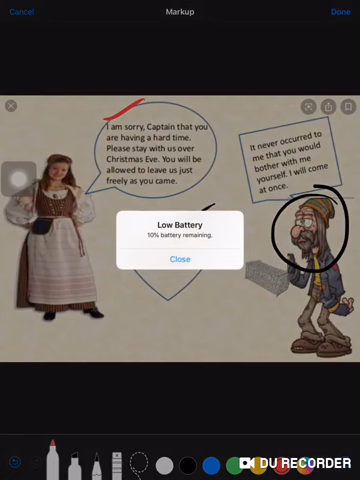 Cancel
Markup
Done
I am sorry, Captain that you
are having a hard time.
Please stay with us over
Christmas Eve. You will be
allowed to leave us just
freely as you came.
It never occurred to
me that you would
bother with me
yourself. I will come
at once.
Low Battery
10% battery remaining.
Close
DU RECORDER